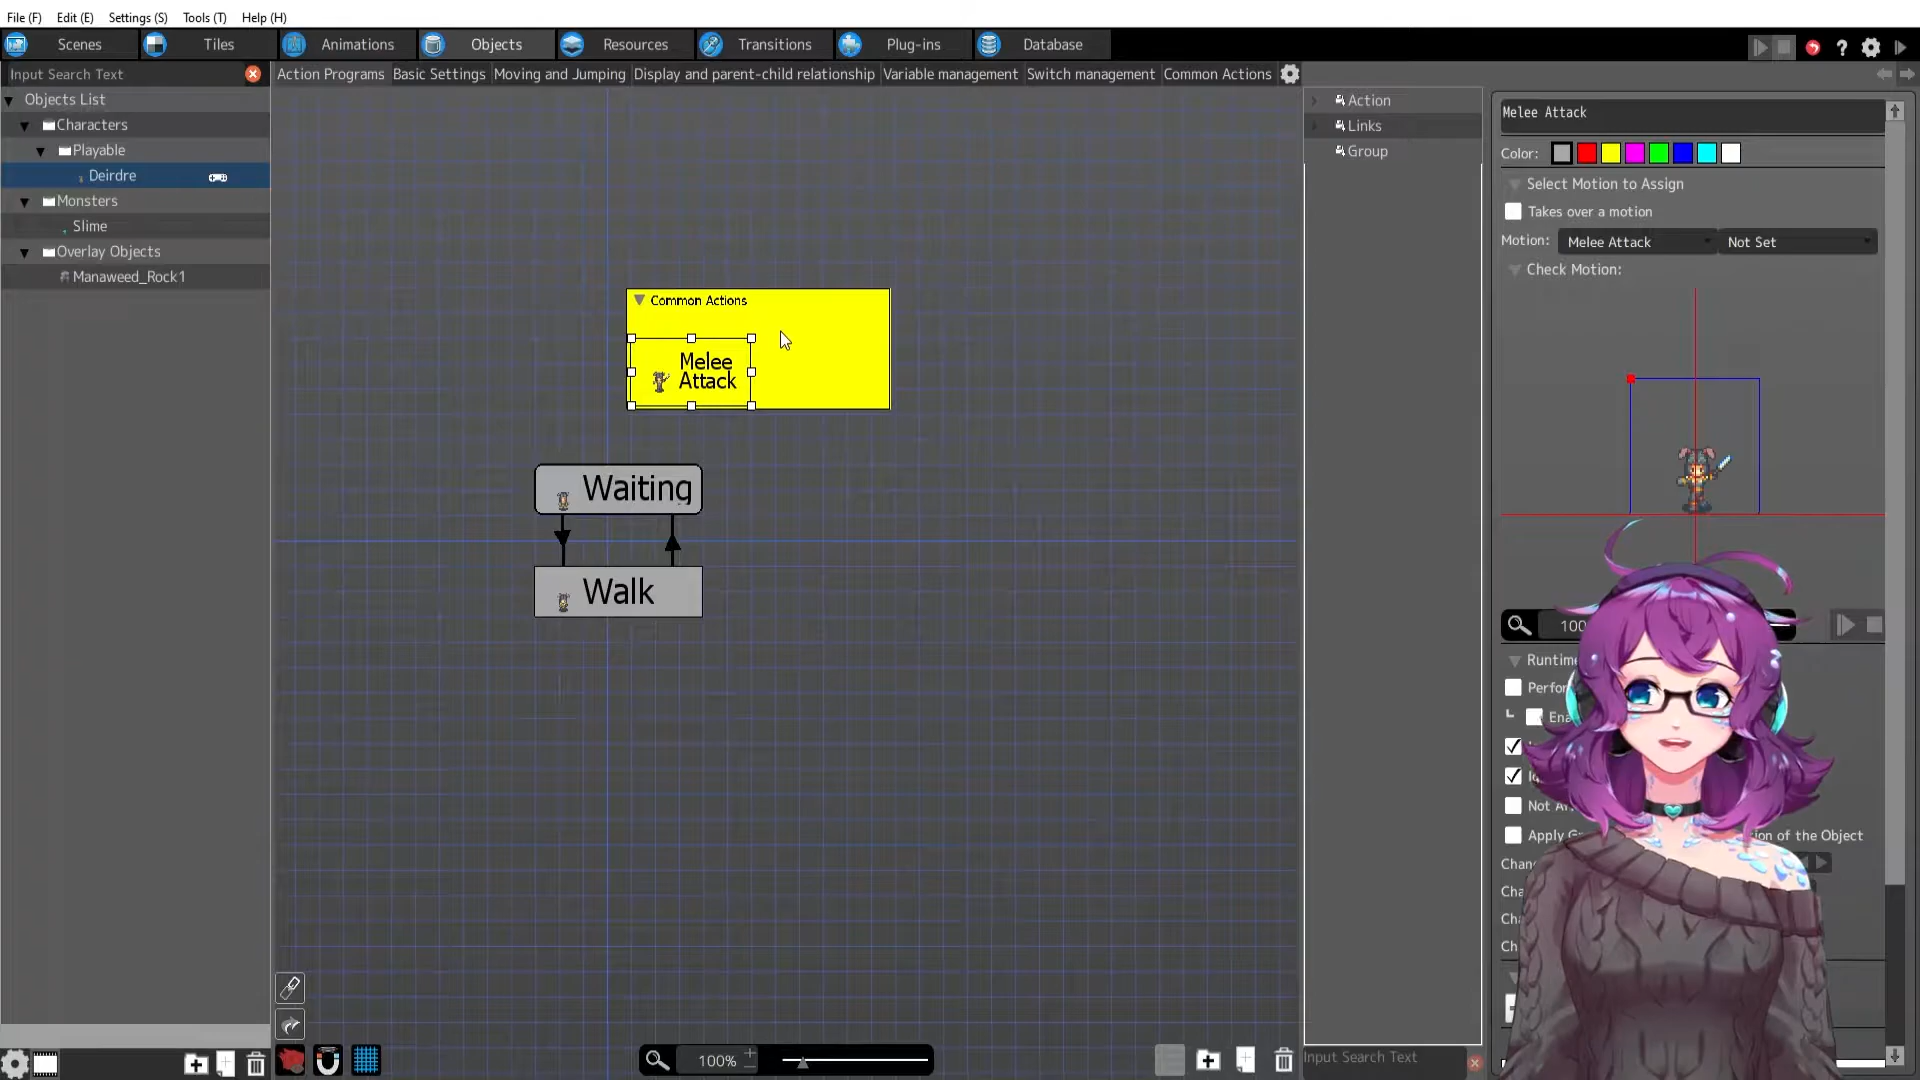 File (F) Edit (E) Settings (S) Tools (T) Help (H)
Scenes Tiles Animations Objects Resources Transitions Plug-ins Database
Input Search Text
Action Programs Basic Settings Moving and Jumping Display and parent-child relationship Variable management Switch management Common Actions
Objects List
Characters
Playable
Deirdre
Monsters
Slime
Overlay Objects
Manaweed_Rock1
Common Actions
Melee
Attack
Waiting
Walk
100%
Action
Links
Group
Input Search Text
Melee Attack
Color:
Select Motion to Assign
Takes over a motion
Motion: Melee Attack Not Set
Check Motion:
100
Runtime
Not
Apply
ion of the Object